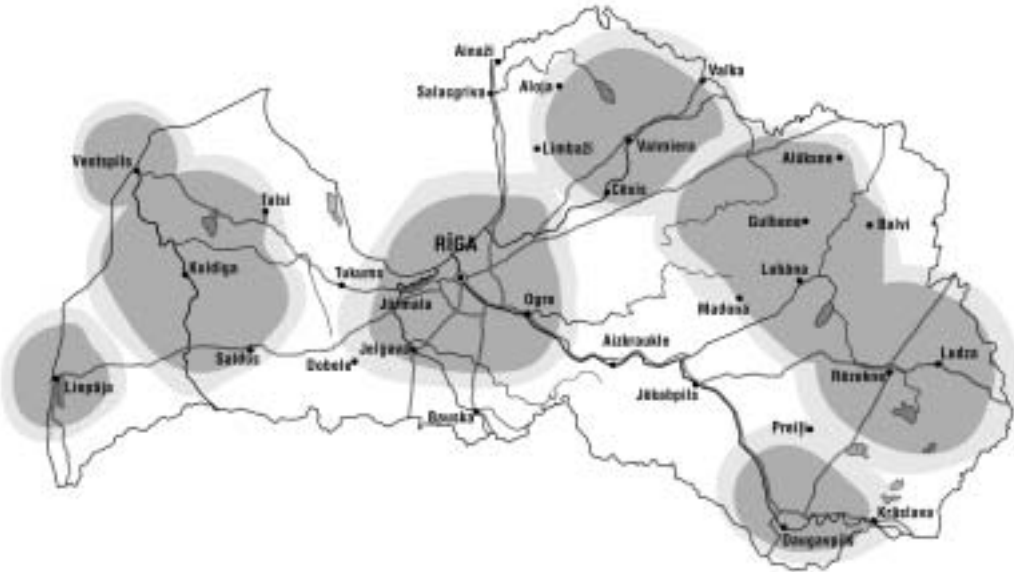 Ainaži
Valka
Salacgrīva
Aloja
Limbaži
Valmiera
Ventspils
Alūksne
Cēsis
Talsi
Gulbene
Balvi
RĪGA
Kuldīga
Tukums
Lubāna
Jūrmala
Madona
Ogre
Aizkraukle
Saldus
Dobele
Jelgava
Ludza
Liepāja
Rēzekne
Jēkabpils
Bauska
Preiļi
Krāslava
Daugavpils